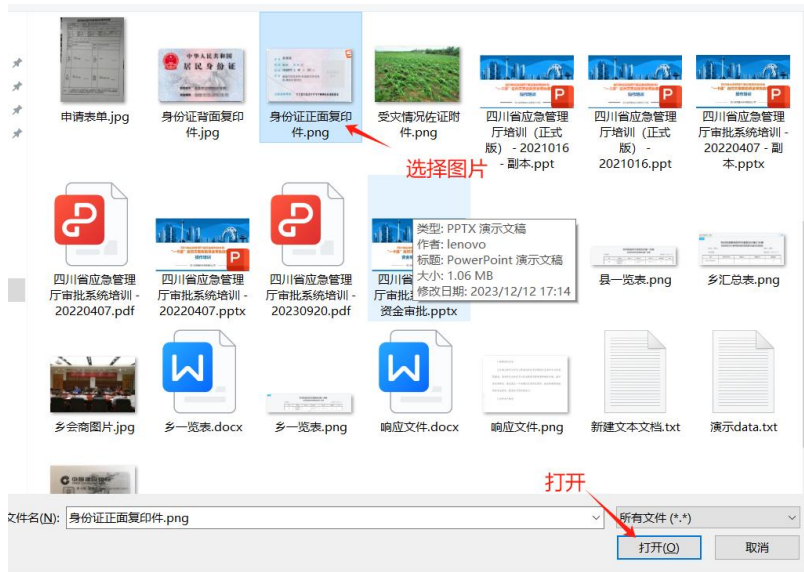 中华人民共和国
居民身份证
申请表单.jpg
身份证背面复印
件.jpg
身份证正面复印
件.png
受灾情况佐证附
件.png
四川省应急管理
厅培训（正式
版） - 2021016
- 副本.ppt
四川省应急管理
厅培训（正式
版） -
2021016.ppt
四川省应急管理
厅审批系统培训 -
20220407 - 副
本.pptx
选择图片
四川省应急管理
厅审批系统培训 -
20220407.pdf
四川省应急管理
厅审批系统培训 -
20220407.pptx
四川省应急管理
厅审批系统培训 -
20230920.pdf
四川省
厅审批
资金审批.pptx
类型: PPTX 演示文稿
作者: lenovo
标题: PowerPoint 演示文稿
大小: 1.06 MB
修改日期: 2023/12/12 17:14
县一览表.png
乡汇总表.png
乡会商图片.jpg
乡一览表.docx
乡一览表.png
响应文件.docx
响应文件.png
新建文本文档.txt
演示data.txt
打开
文件名(N):
身份证正面复印件.png
所有文件 (*.*)
打开(O)
取消